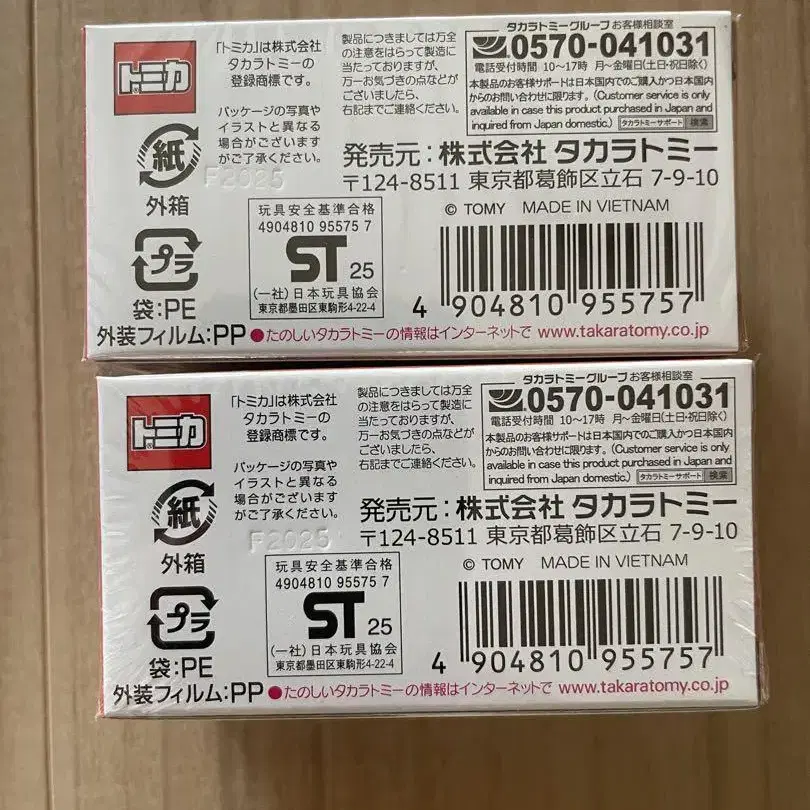 トミカ
「トミカ」は株式会社
タカラトミーの
登録商標です。
パッケージの写真や
イラストと異なる
場合がございます
がご了承ください。
F2025
紙
外箱
プラ
袋:PE
外装フィルム:PP
製品につきましては万全
の注意をはらって製造に
当たっておりますが、
万一お気づきの点などが
ございましたら、
右記までご連絡ください。
タカラトミーグループ お客様相談室
0570-041031
電話受付時間 10〜17時 月〜金曜日(土・日・祝日除く)
本製品のお客様サポートは日本国内でのご購入かつ日本国内
からのお問い合わせに限ります。(Customer service is only
available in case this product purchased in Japan and
inquired from Japan domestic.) タカラトミーサポート 検索
発売元:株式会社 タカラトミー
〒124-8511 東京都葛飾区立石 7-9-10
玩具安全基準合格
4904810 95575 7
ST 25
(一社)日本玩具協会
東京都墨田区東駒形4-22-4
© TOMY MADE IN VIETNAM
4 904810 955757
●たのしいタカラトミーの情報はインターネットで www.takaratomy.co.jp
トミカ
「トミカ」は株式会社
タカラトミーの
登録商標です。
パッケージの写真や
イラストと異なる
場合がございます
がご了承ください。
F2025
紙
外箱
プラ
袋:PE
外装フィルム:PP
製品につきましては万全
の注意をはらって製造に
当たっておりますが、
万一お気づきの点などが
ございましたら、
右記までご連絡ください。
タカラトミーグループ お客様相談室
0570-041031
電話受付時間 10〜17時 月〜金曜日(土・日・祝日除く)
本製品のお客様サポートは日本国内でのご購入かつ日本国内
からのお問い合わせに限ります。(Customer service is only
available in case this product purchased in Japan and
inquired from Japan domestic.) タカラトミーサポート 検索
発売元:株式会社 タカラトミー
〒124-8511 東京都葛飾区立石 7-9-10
玩具安全基準合格
4904810 95575 7
ST 25
(一社)日本玩具協会
東京都墨田区東駒形4-22-4
© TOMY MADE IN VIETNAM
4 904810 955757
●たのしいタカラトミーの情報はインターネットで www.takaratomy.co.jp